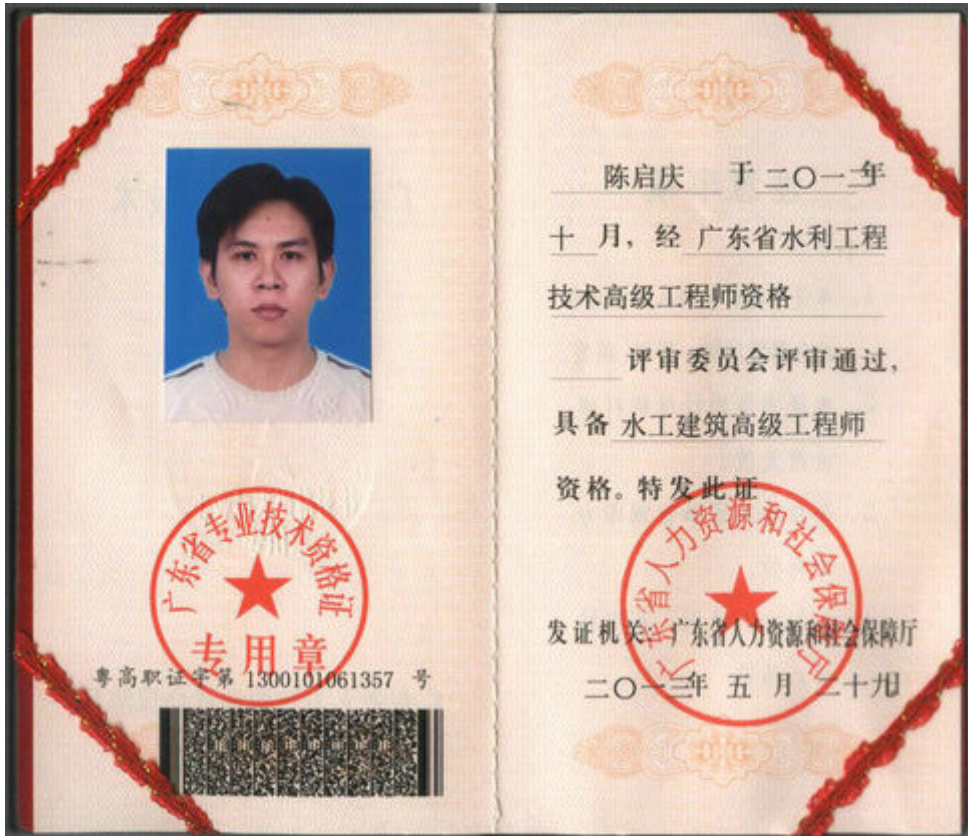 广东省专业技术资格证
专用章
粤高职证字第 1300101061357 号
陈启庆 于 二〇一二年
十 月，经 广东省水利工程
技术高级工程师资格
评审委员会评审通过，
具备 水工建筑高级工程师
资格。特发此证
广东省人力资源和社会保障厅
发证机关：广东省人力资源和社会保障厅
二〇一三年 五 月 二十九日